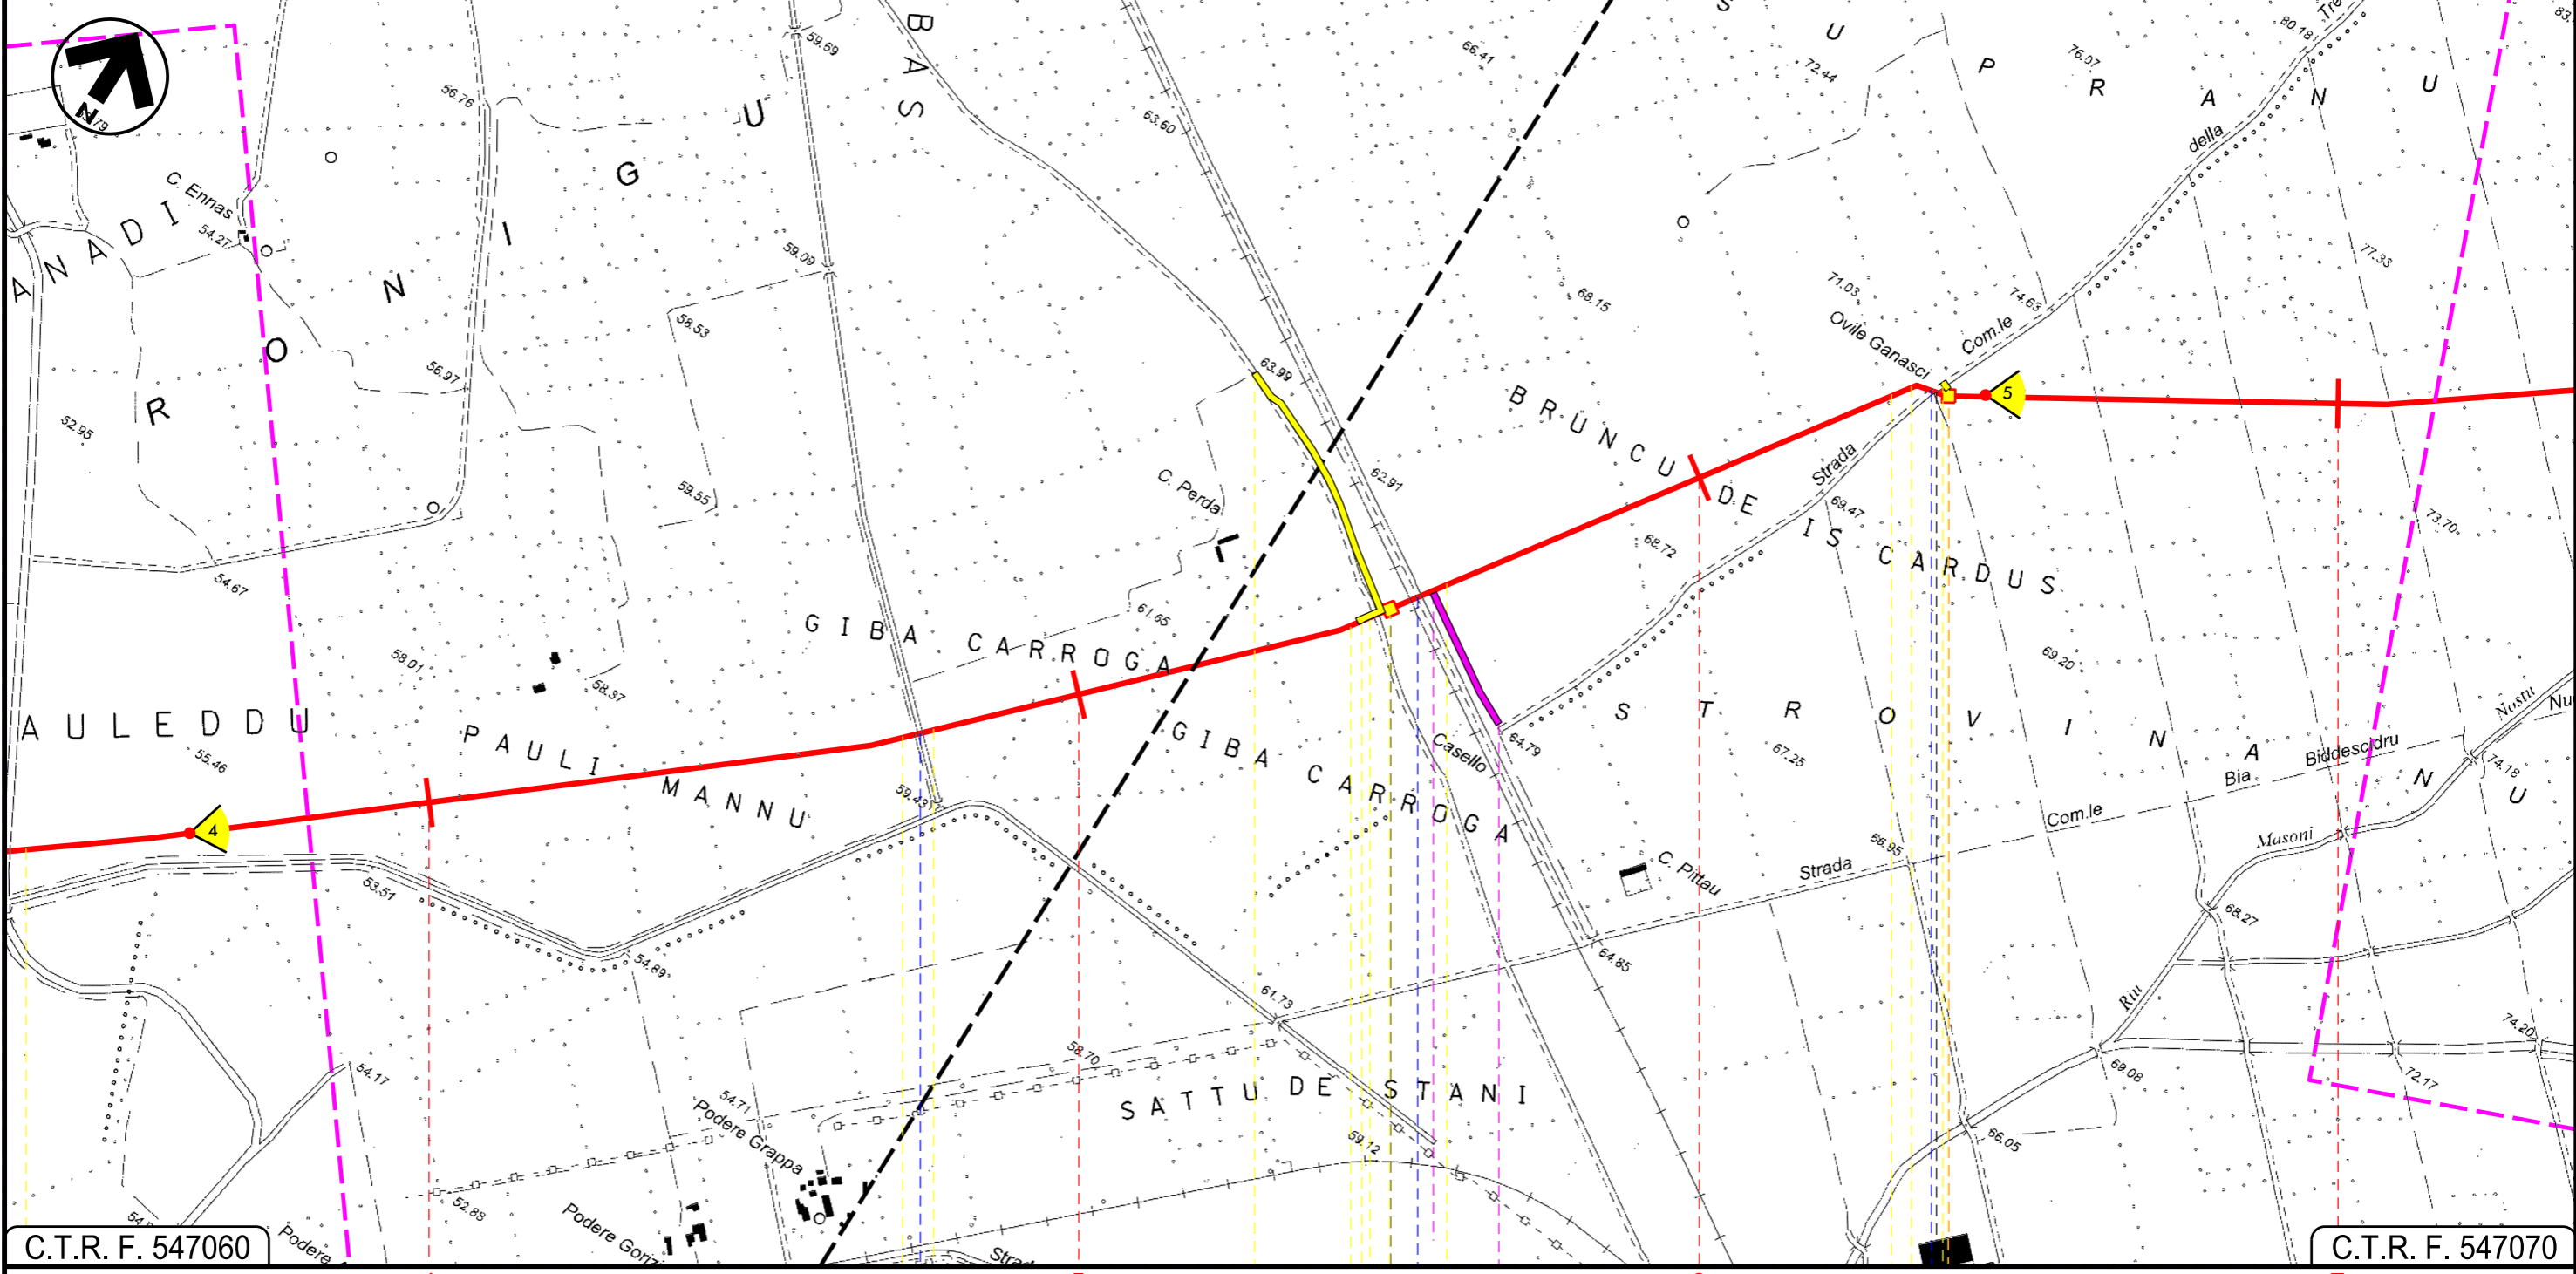 N
59.69
BAS
S U P R A N U
66.41
72.44
76.07
80.18
della
56.76
63.60
C. Ennas
54.27
ANADI
RONIGU
59.09
58.53
68.15
71.03
74.63
77.33
Ovile Ganasci
Com.le
52.95
56.97
63.99
5
BRUNCU DE IS CARDUS
62.91
59.55
C. Perda
Strada
69.47
68.72
73.70
54.67
61.65
GIBA CARROGA
58.01
58.37
69.20
AULEDDU
55.46
PAULI MANNU
GIBA CARROGA
Casello
64.79
STROVINA
67.25
Nostu
Nu
Biddescidru
Bia
74.18
N U
Com.le
Masoni
4
59.43
53.51
54.89
C. Pittau
Strada
66.95
68.27
64.85
61.73
Riu
58.70
54.17
54.71
Podere Grappa
SATTU DE STANI
59.12
69.08
72.17
74.20
66.05
52.88
Podere
C.T.R. F. 547060
C.T.R. F. 547070